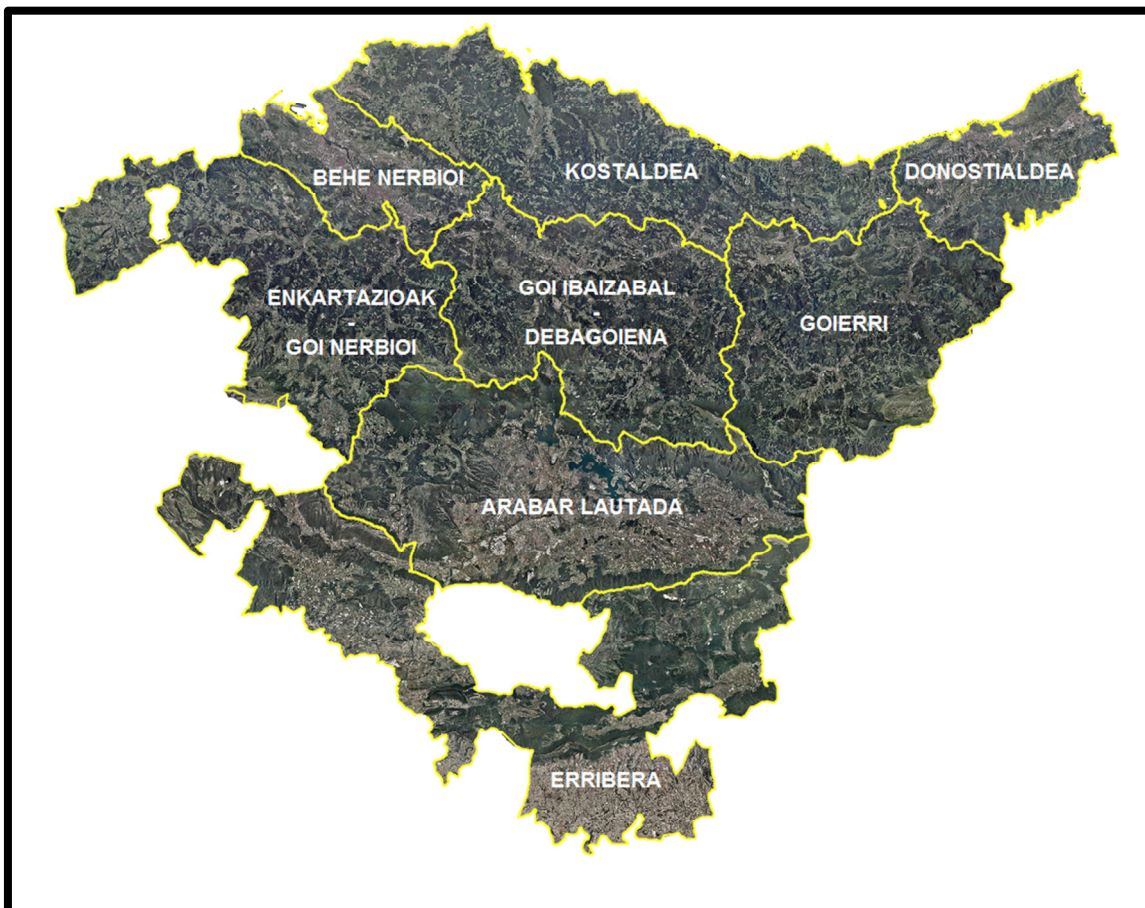 KOSTALDEA
DONOSTIALDEA
BEHE NERBIOI
ENKARTAZIOAK
-
GOI NERBIOI
GOI IBAIZABAL
-
DEBAGOIENA
GOIERRI
ARABAR LAUTADA
ERRIBERA